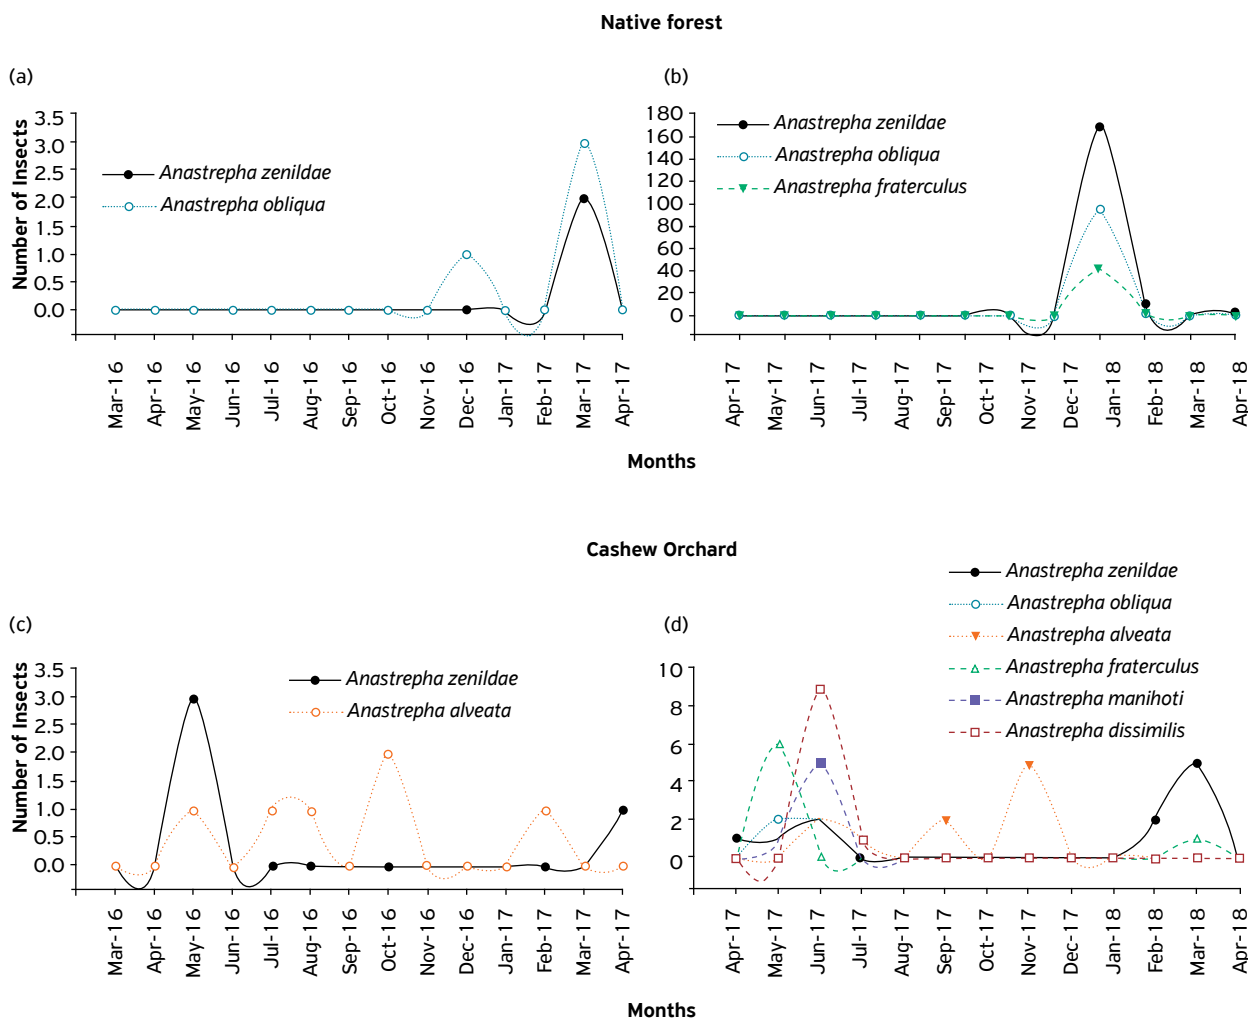 Native forest
(a)
Number of Insects
3.5
3.0
2.5
2.0
1.5
1.0
0.5
0.0
Anastrepha zenildae
Anastrepha obliqua
Mar-16
Apr-16
May-16
Jun-16
Jul-16
Aug-16
Sep-16
Oct-16
Nov-16
Dec-16
Jan-17
Feb-17
Mar-17
Apr-17
(b)
180
160
140
120
100
80
60
40
20
0
Anastrepha zenildae
Anastrepha obliqua
Anastrepha fraterculus
Apr-17
May-17
Jun-17
Jul-17
Aug-17
Sep-17
Oct-17
Nov-17
Dec-17
Jan-18
Feb-18
Mar-18
Apr-18
Months
Cashew Orchard
(c)
Number of Insects
3.5
3.0
2.5
2.0
1.5
1.0
0.5
0.0
Anastrepha zenildae
Anastrepha alveata
Mar-16
Apr-16
May-16
Jun-16
Jul-16
Aug-16
Sep-16
Oct-16
Nov-16
Dec-16
Jan-17
Feb-17
Mar-17
Apr-17
(d)
Anastrepha zenildae
Anastrepha obliqua
Anastrepha alveata
Anastrepha fraterculus
Anastrepha manihoti
Anastrepha dissimilis
10
8
6
4
2
0
Apr-17
May-17
Jun-17
Jul-17
Aug-17
Sep-17
Oct-17
Nov-17
Dec-17
Jan-18
Feb-18
Mar-18
Apr-18
Months